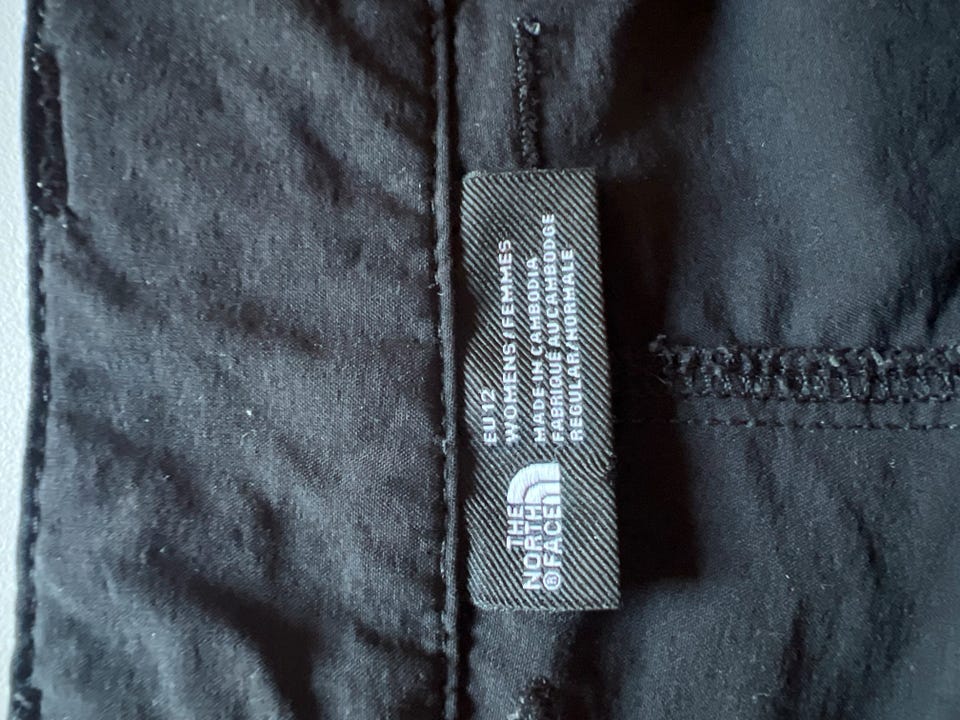 THE
NORTH
®FACE
EU12
WOMENS/FEMMES
MADE IN CAMBODIA
FABRIQUÉ AU CAMBODGE
REGULAR/NORMALE